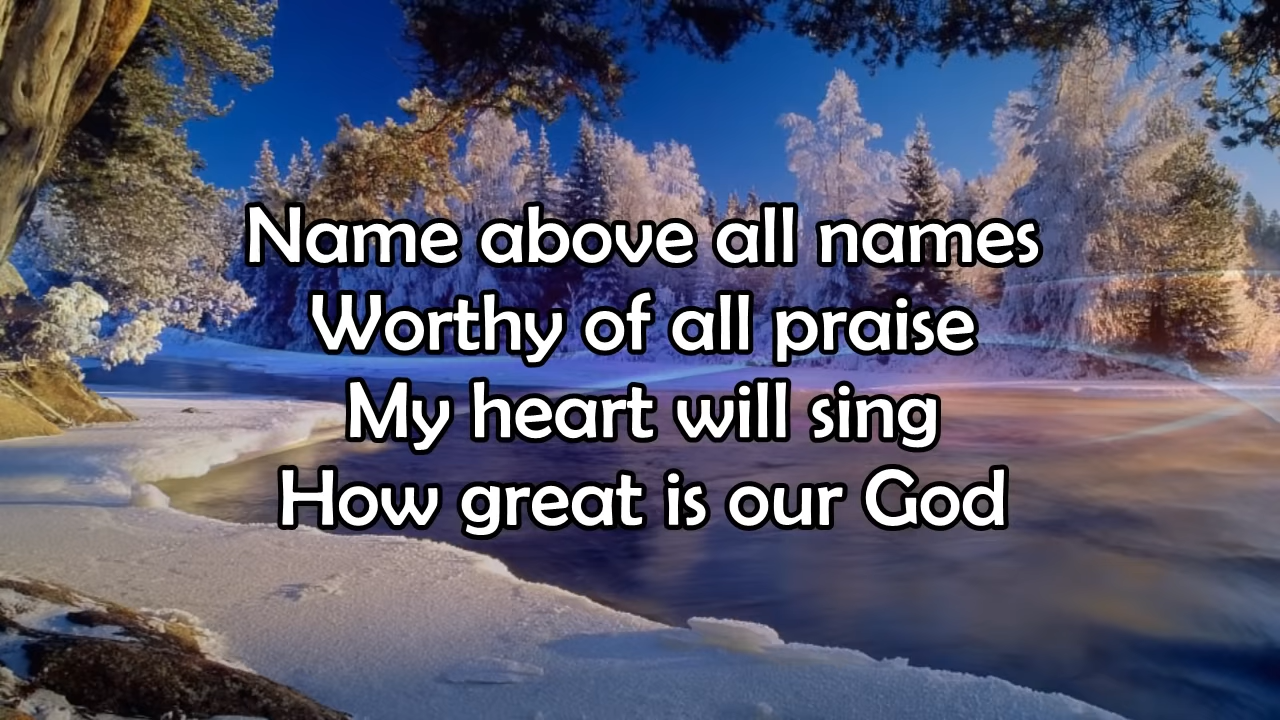 Name above all names
Worthy of all praise
My heart will sing
How great is our God